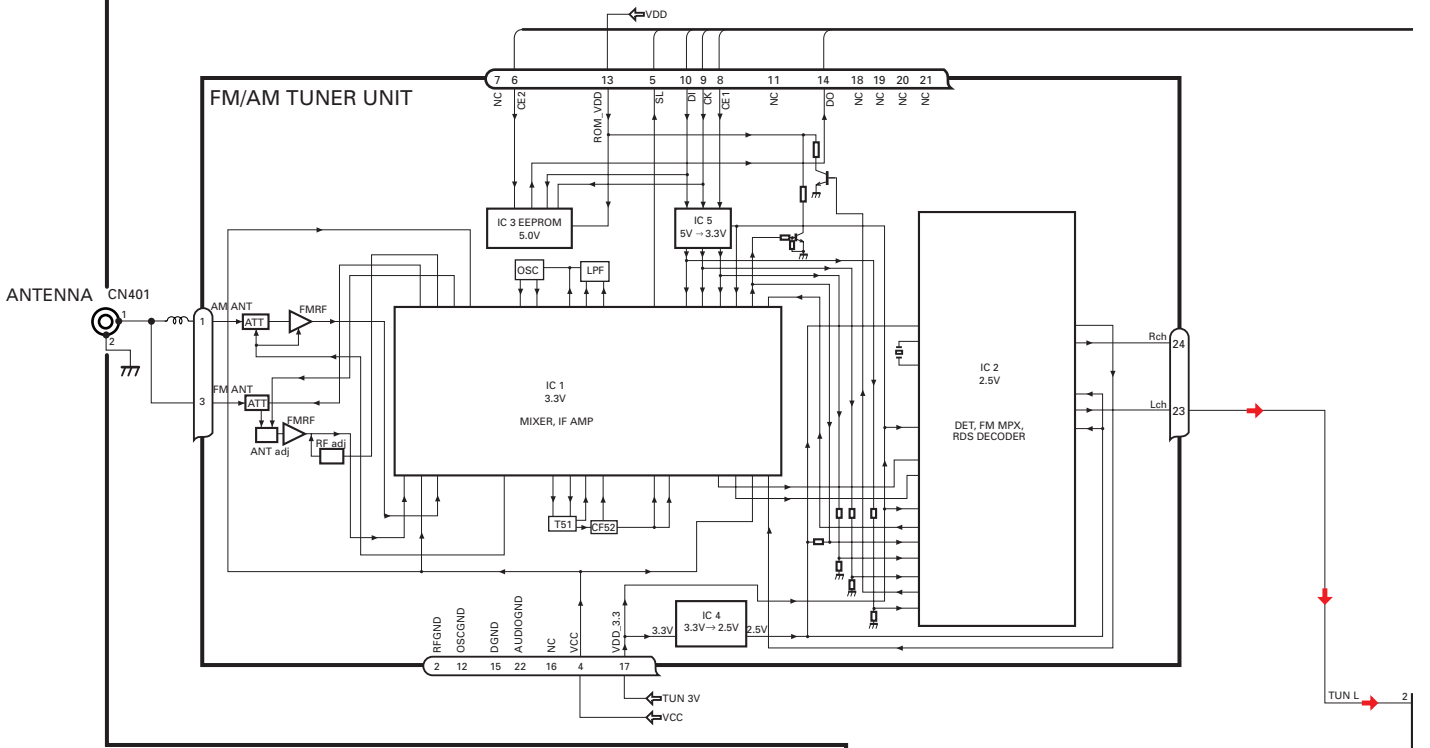 VDD
7 6 13 5 10 9 8 11 14 18 19 20 21
FM/AM TUNER UNIT
NC CE2 ROM_VDD SL DI CK CE1 NC DO NC NC NC NC
IC 3 EEPROM
5.0V
IC 5
5V → 3.3V
OSC LPF
ANTENNA CN401
1
2
1
AM ANT
ATT
FMRF
3
FM ANT
ATT
FMRF
ANT adj
RF adj
IC 1
3.3V
MIXER, IF AMP
IC 2
2.5V
DET, FM MPX,
RDS DECODER
Rch 24
Lch 23
T51 CF52
IC 4
3.3V → 2.5V
3.3V 2.5V
RFGND OSCGND DGND AUDIOGND NC VCC VDD_3.3
2 12 15 22 16 4 17
TUN 3V
VCC
TUN L 2